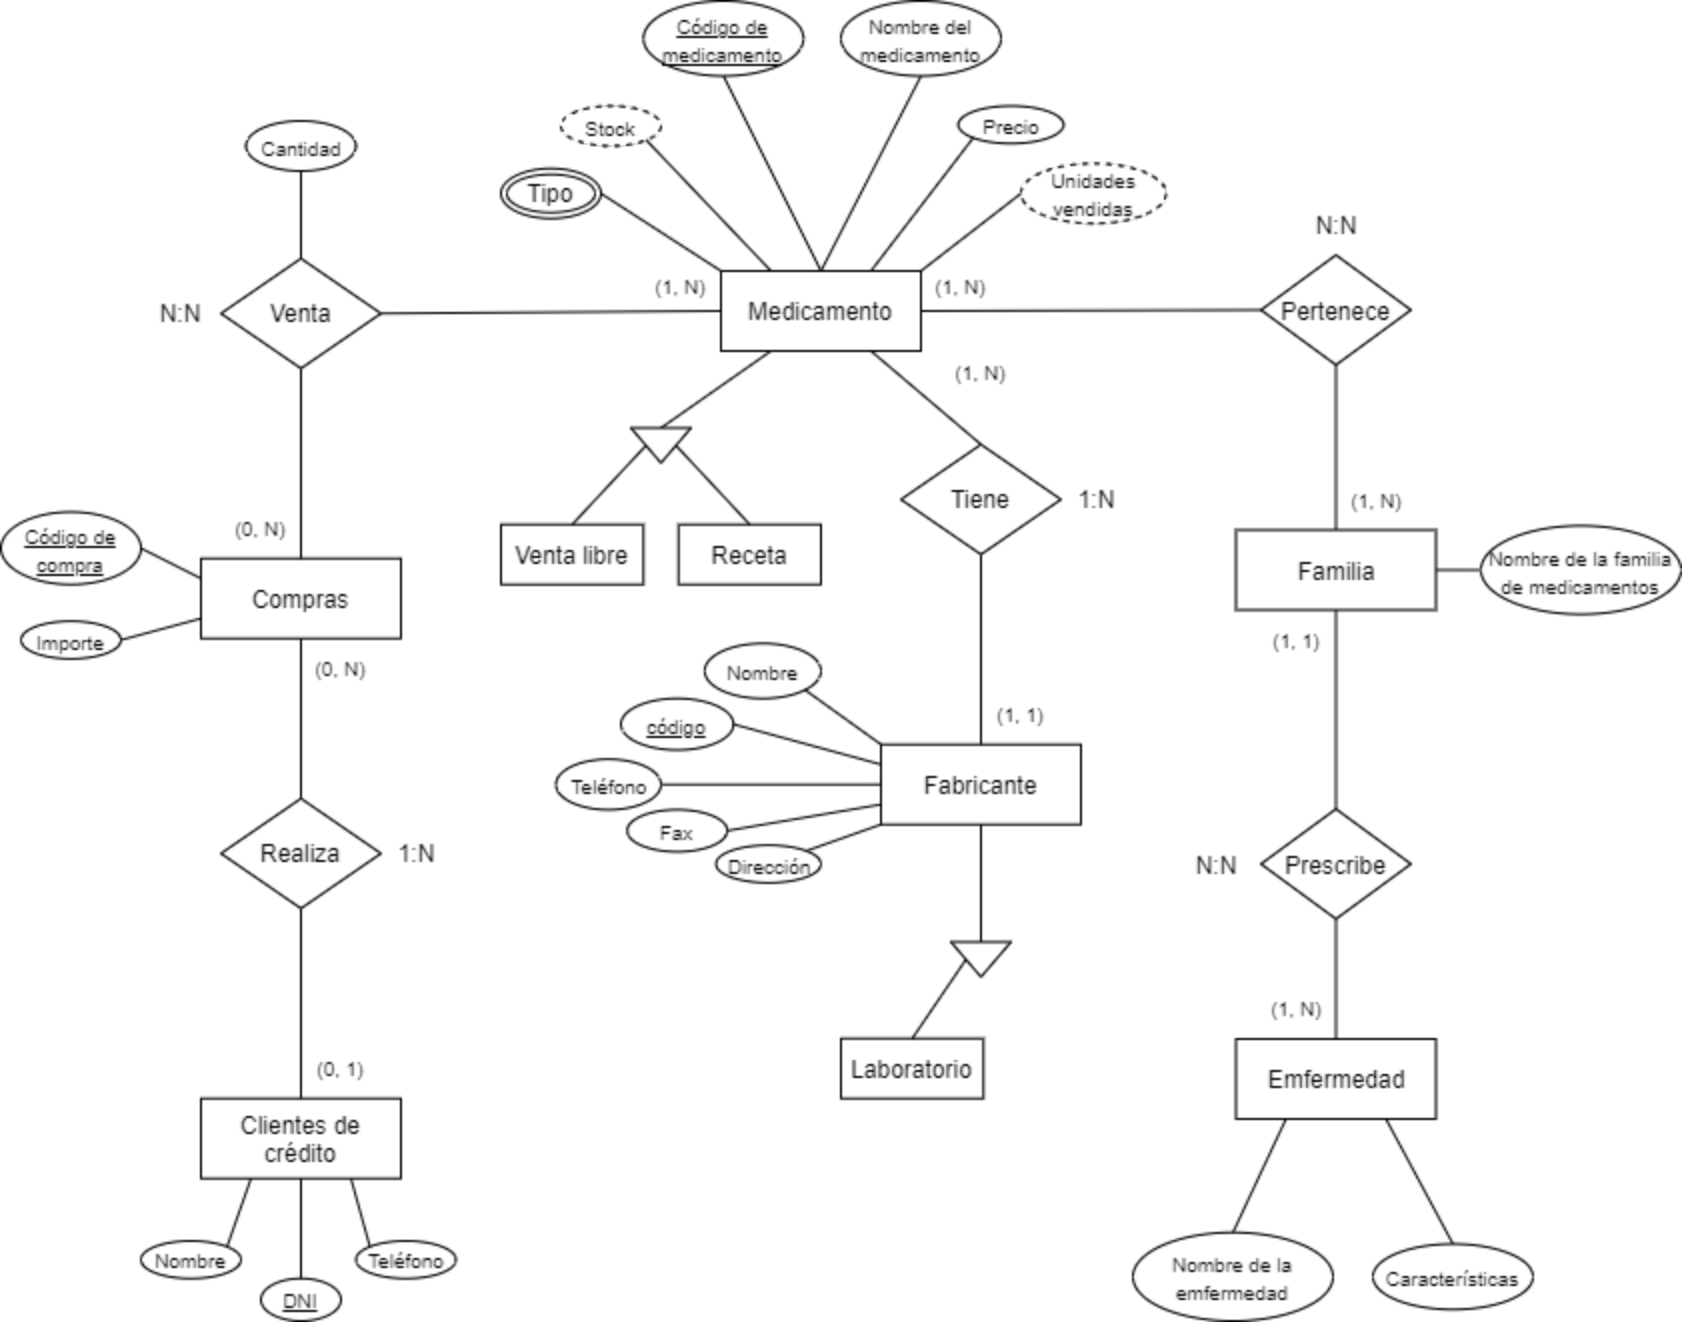 Código de
medicamento
Nombre del
medicamento
Stock
Precio
Cantidad
Tipo
Unidades
vendidas
N:N
(1, N)
(1, N)
N:N
Venta
Medicamento
Pertenece
(1, N)
Tiene
1:N
(1, N)
(0, N)
Código de
compra
Compras
Venta libre
Receta
Familia
Nombre de la familia
de medicamentos
Importe
(0, N)
(1, 1)
Nombre
código
(1, 1)
Teléfono
Fabricante
Fax
Dirección
Realiza
1:N
N:N
Prescribe
(1, N)
(0, 1)
Laboratorio
Emfermedad
Clientes de
crédito
Nombre
Teléfono
DNI
Nombre de la
emfermedad
Características